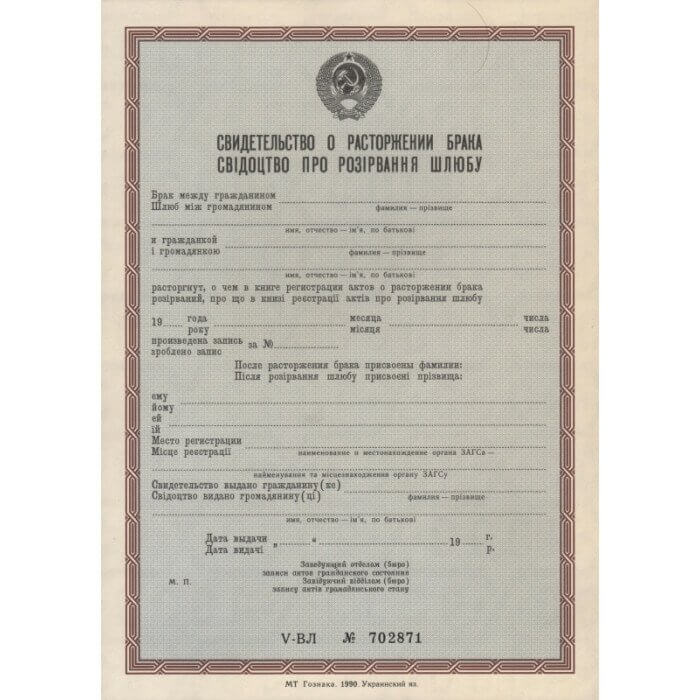 СВИДЕТЕЛЬСТВО О РАСТОРЖЕНИИ БРАКА
СВІДОЦТВО ПРО РОЗІРВАННЯ ШЛЮБУ
Брак между гражданином
Шлюб між громадянином
фамилия — прізвище
имя, отчество — ім'я, по батькові
и гражданкой
і громадянкою
фамилия — прізвище
имя, отчество — ім'я, по батькові
расторгнут, о чем в книге регистрации актов о расторжении брака
розірваний, про що в книзі реєстрації актів про розірвання шлюбу
19 года месяца числа
року місяця числа
произведена запись за №
зроблено запис
После расторжения брака присвоены фамилии:
Після розірвання шлюбу присвоєні прізвища:
ему
йому
ей
їй
Место регистрации
Місце реєстрації
наименование и местонахождение органа ЗАГСа —
найменування та місцезнаходження органу ЗАГСу
Свидетельство выдано гражданину(ке)
Свідоцтво видано громадянину(ці)
фамилия — прізвище
имя, отчество — ім'я, по батькові
Дата выдачи „ “ 19 г.
Дата видачі р.
Заведующий отделом (бюро)
записи актов гражданского состояния
М. П. Завідуючий відділом (бюро)
запису актів громадянського стану
V-ВЛ № 702871
МТ Гознака. 1990. Украинский яз.